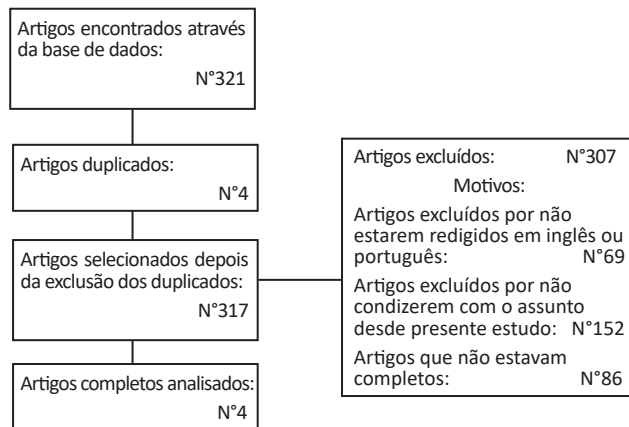 Artigos encontrados através
da base de dados:
N°321
Artigos duplicados:
N°4
Artigos selecionados depois
da exclusão dos duplicados:
N°317
Artigos completos analisados:
N°4
Artigos excluídos: N°307
Motivos:
Artigos excluídos por não
estarem redigidos em inglês ou
português: N°69
Artigos excluídos por não
condizerem com o assunto
desde presente estudo: N°152
Artigos que não estavam
completos: N°86